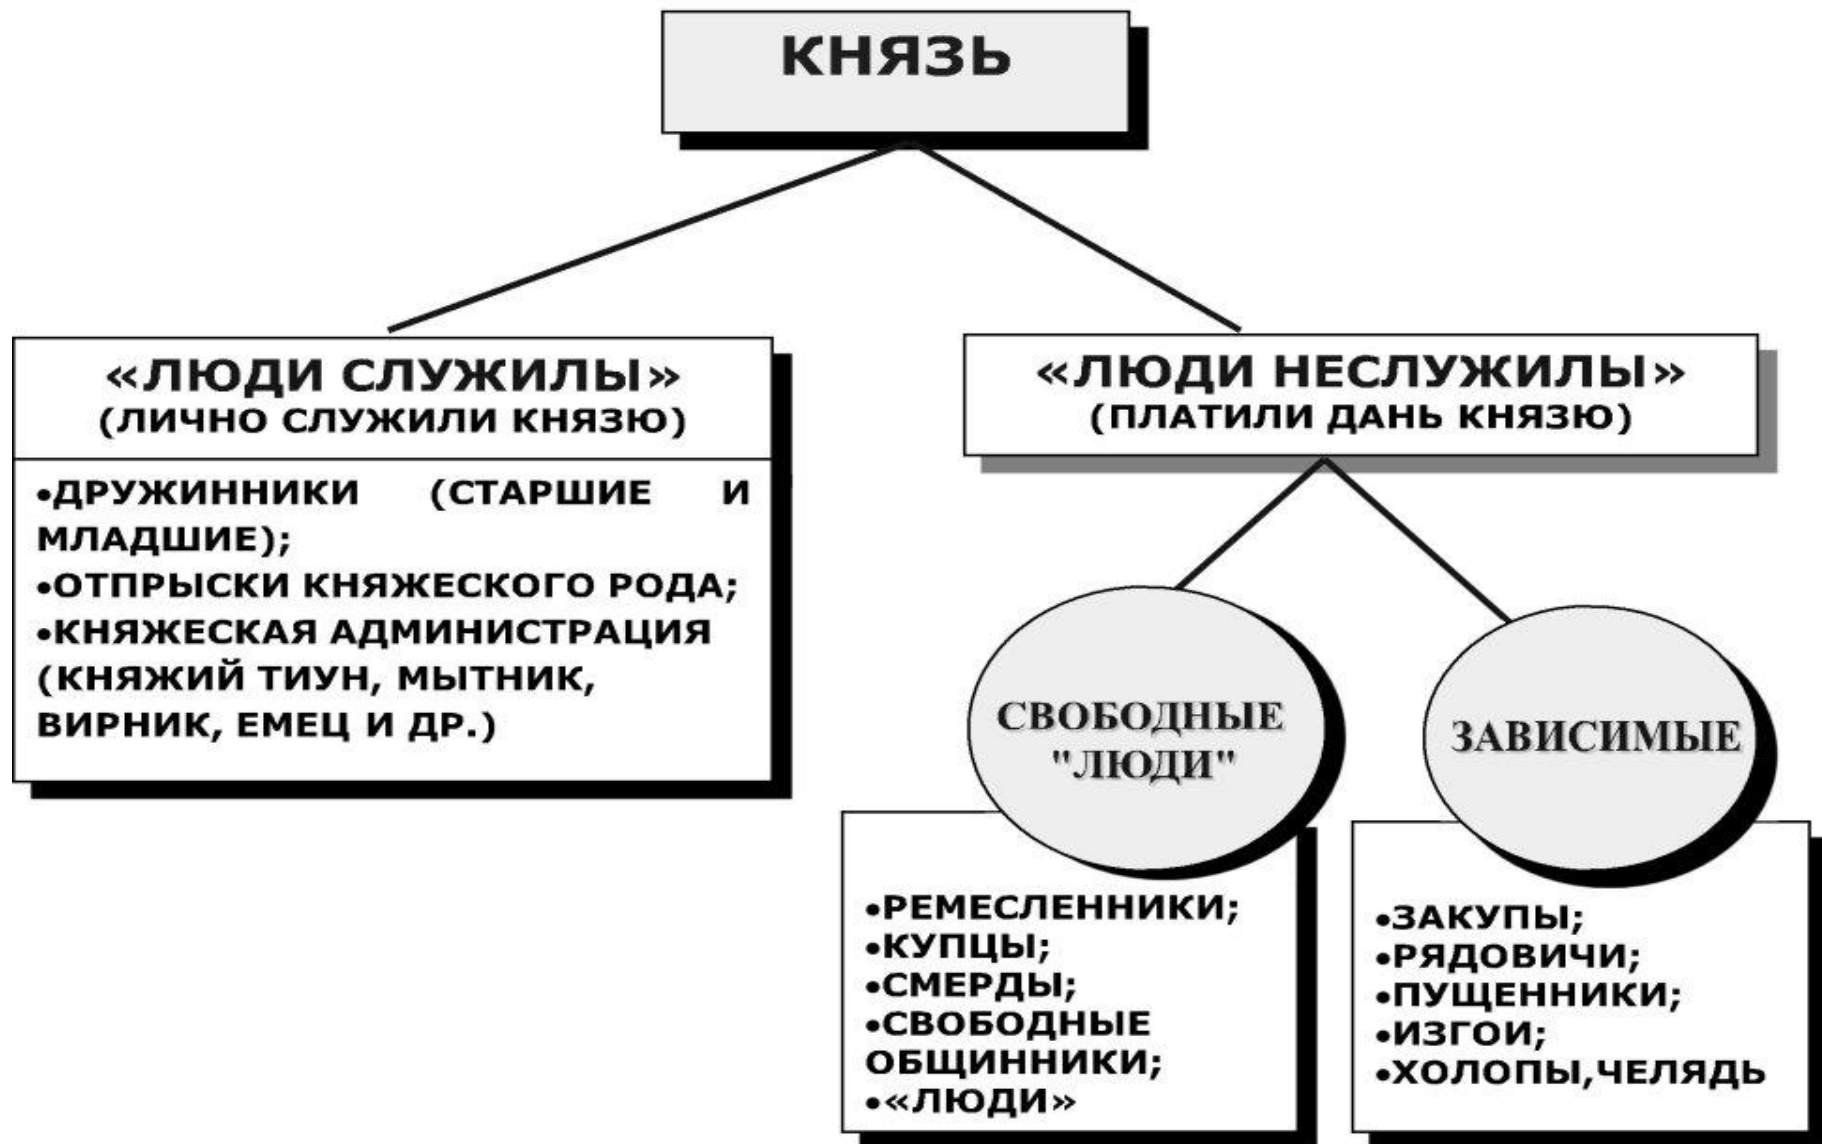 КНЯЗЬ
«ЛЮДИ СЛУЖИЛЫ»
(ЛИЧНО СЛУЖИЛИ КНЯЗЮ)
•ДРУЖИННИКИ (СТАРШИЕ И
МЛАДШИЕ);
•ОТПРЫСКИ КНЯЖЕСКОГО РОДА;
•КНЯЖЕСКАЯ АДМИНИСТРАЦИЯ
(КНЯЖИЙ ТИУН, МЫТНИК,
ВИРНИК, ЕМЕЦ И ДР.)
«ЛЮДИ НЕСЛУЖИЛЫ»
(ПЛАТИЛИ ДАНЬ КНЯЗЮ)
СВОБОДНЫЕ
"ЛЮДИ"
•РЕМЕСЛЕННИКИ;
•КУПЦЫ;
•СМЕРДЫ;
•СВОБОДНЫЕ
ОБЩИННИКИ;
•«ЛЮДИ»
ЗАВИСИМЫЕ
•ЗАКУПЫ;
•РЯДОВИЧИ;
•ПУЩЕННИКИ;
•ИЗГОИ;
•ХОЛОПЫ,ЧЕЛЯДЬ